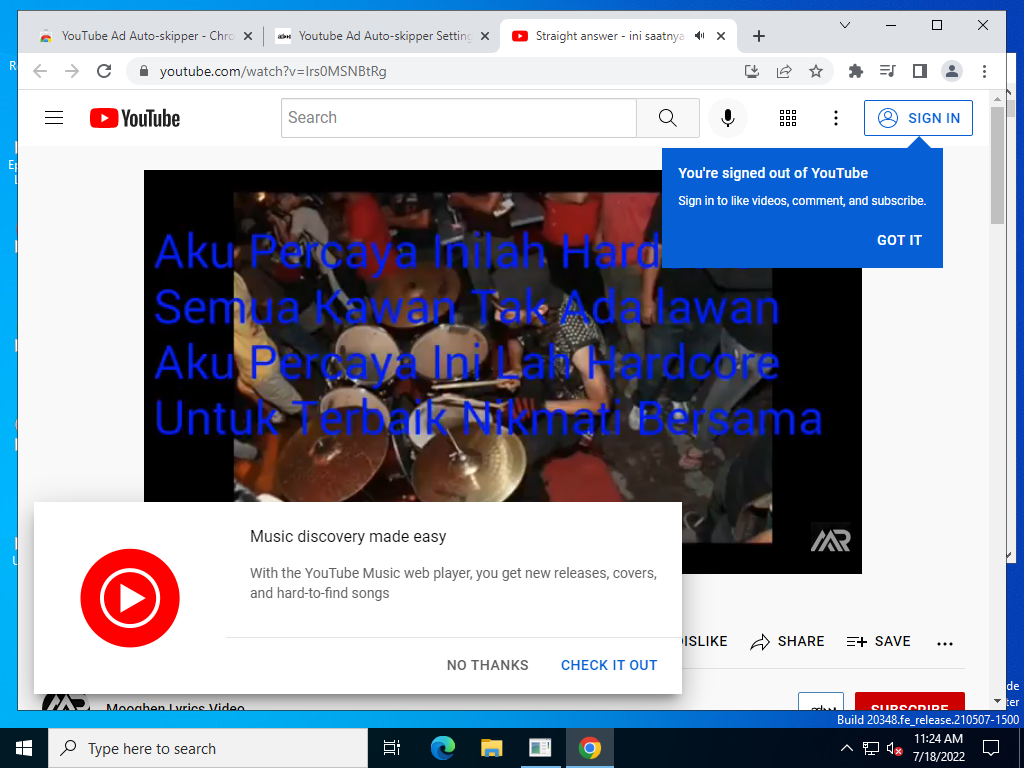 YouTube Ad Auto-skipper - Chro
Youtube Ad Auto-skipper Setting
Straight answer - ini saatnya
youtube.com/watch?v=Irs0MSNBtRg
YouTube
Search
SIGN IN
You're signed out of YouTube
Sign in to like videos, comment, and subscribe.
GOT IT
Aku Percaya Inilah Hard
Semua Kawan Tak Ada lawan
Aku Percaya Ini Lah Hardcore
Untuk Terbaik Nikmati Bersama
Music discovery made easy
With the YouTube Music web player, you get new releases, covers,
and hard-to-find songs
NO THANKS
CHECK IT OUT
ISLIKE
SHARE
SAVE
Mooghen Lyrics Video
SUBSCRIBE
Build 20348.fe_release.210507-1500
Type here to search
11:24 AM
7/18/2022